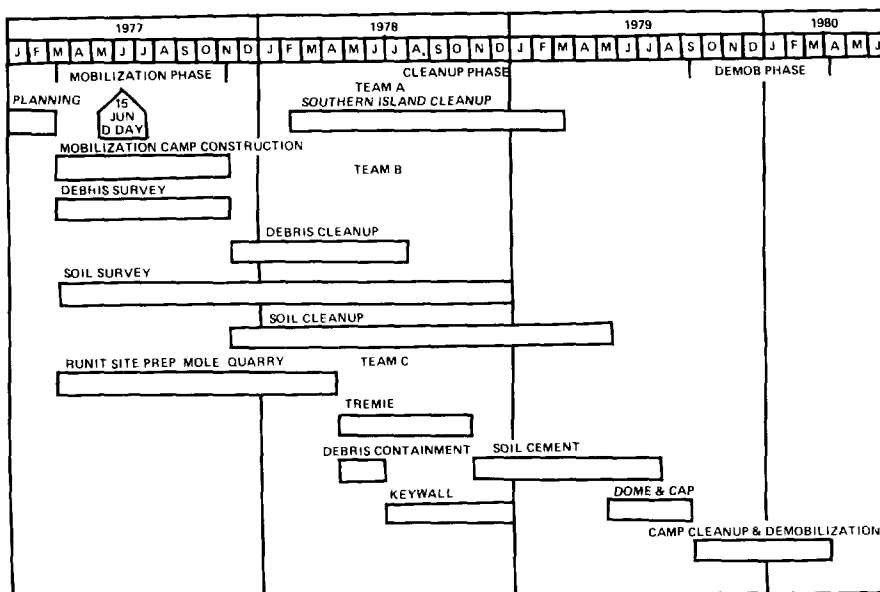 1977 1978 1979 1980
J F M A M J J A S O N D J F M A M J J A S O N D J F M A M J J A S O N D J F M A M J
MOBILIZATION PHASE CLEANUP PHASE DEMOB PHASE
PLANNING
15
JUN
D DAY
TEAM A
SOUTHERN ISLAND CLEANUP
MOBILIZATION CAMP CONSTRUCTION
TEAM B
DEBRIS SURVEY
DEBRIS CLEANUP
SOIL SURVEY
SOIL CLEANUP
RUNIT SITE PREP MOLE QUARRY TEAM C
TREMIE
DEBRIS CONTAINMENT SOIL CEMENT
KEYWALL DOME & CAP
CAMP CLEANUP & DEMOBILIZATION